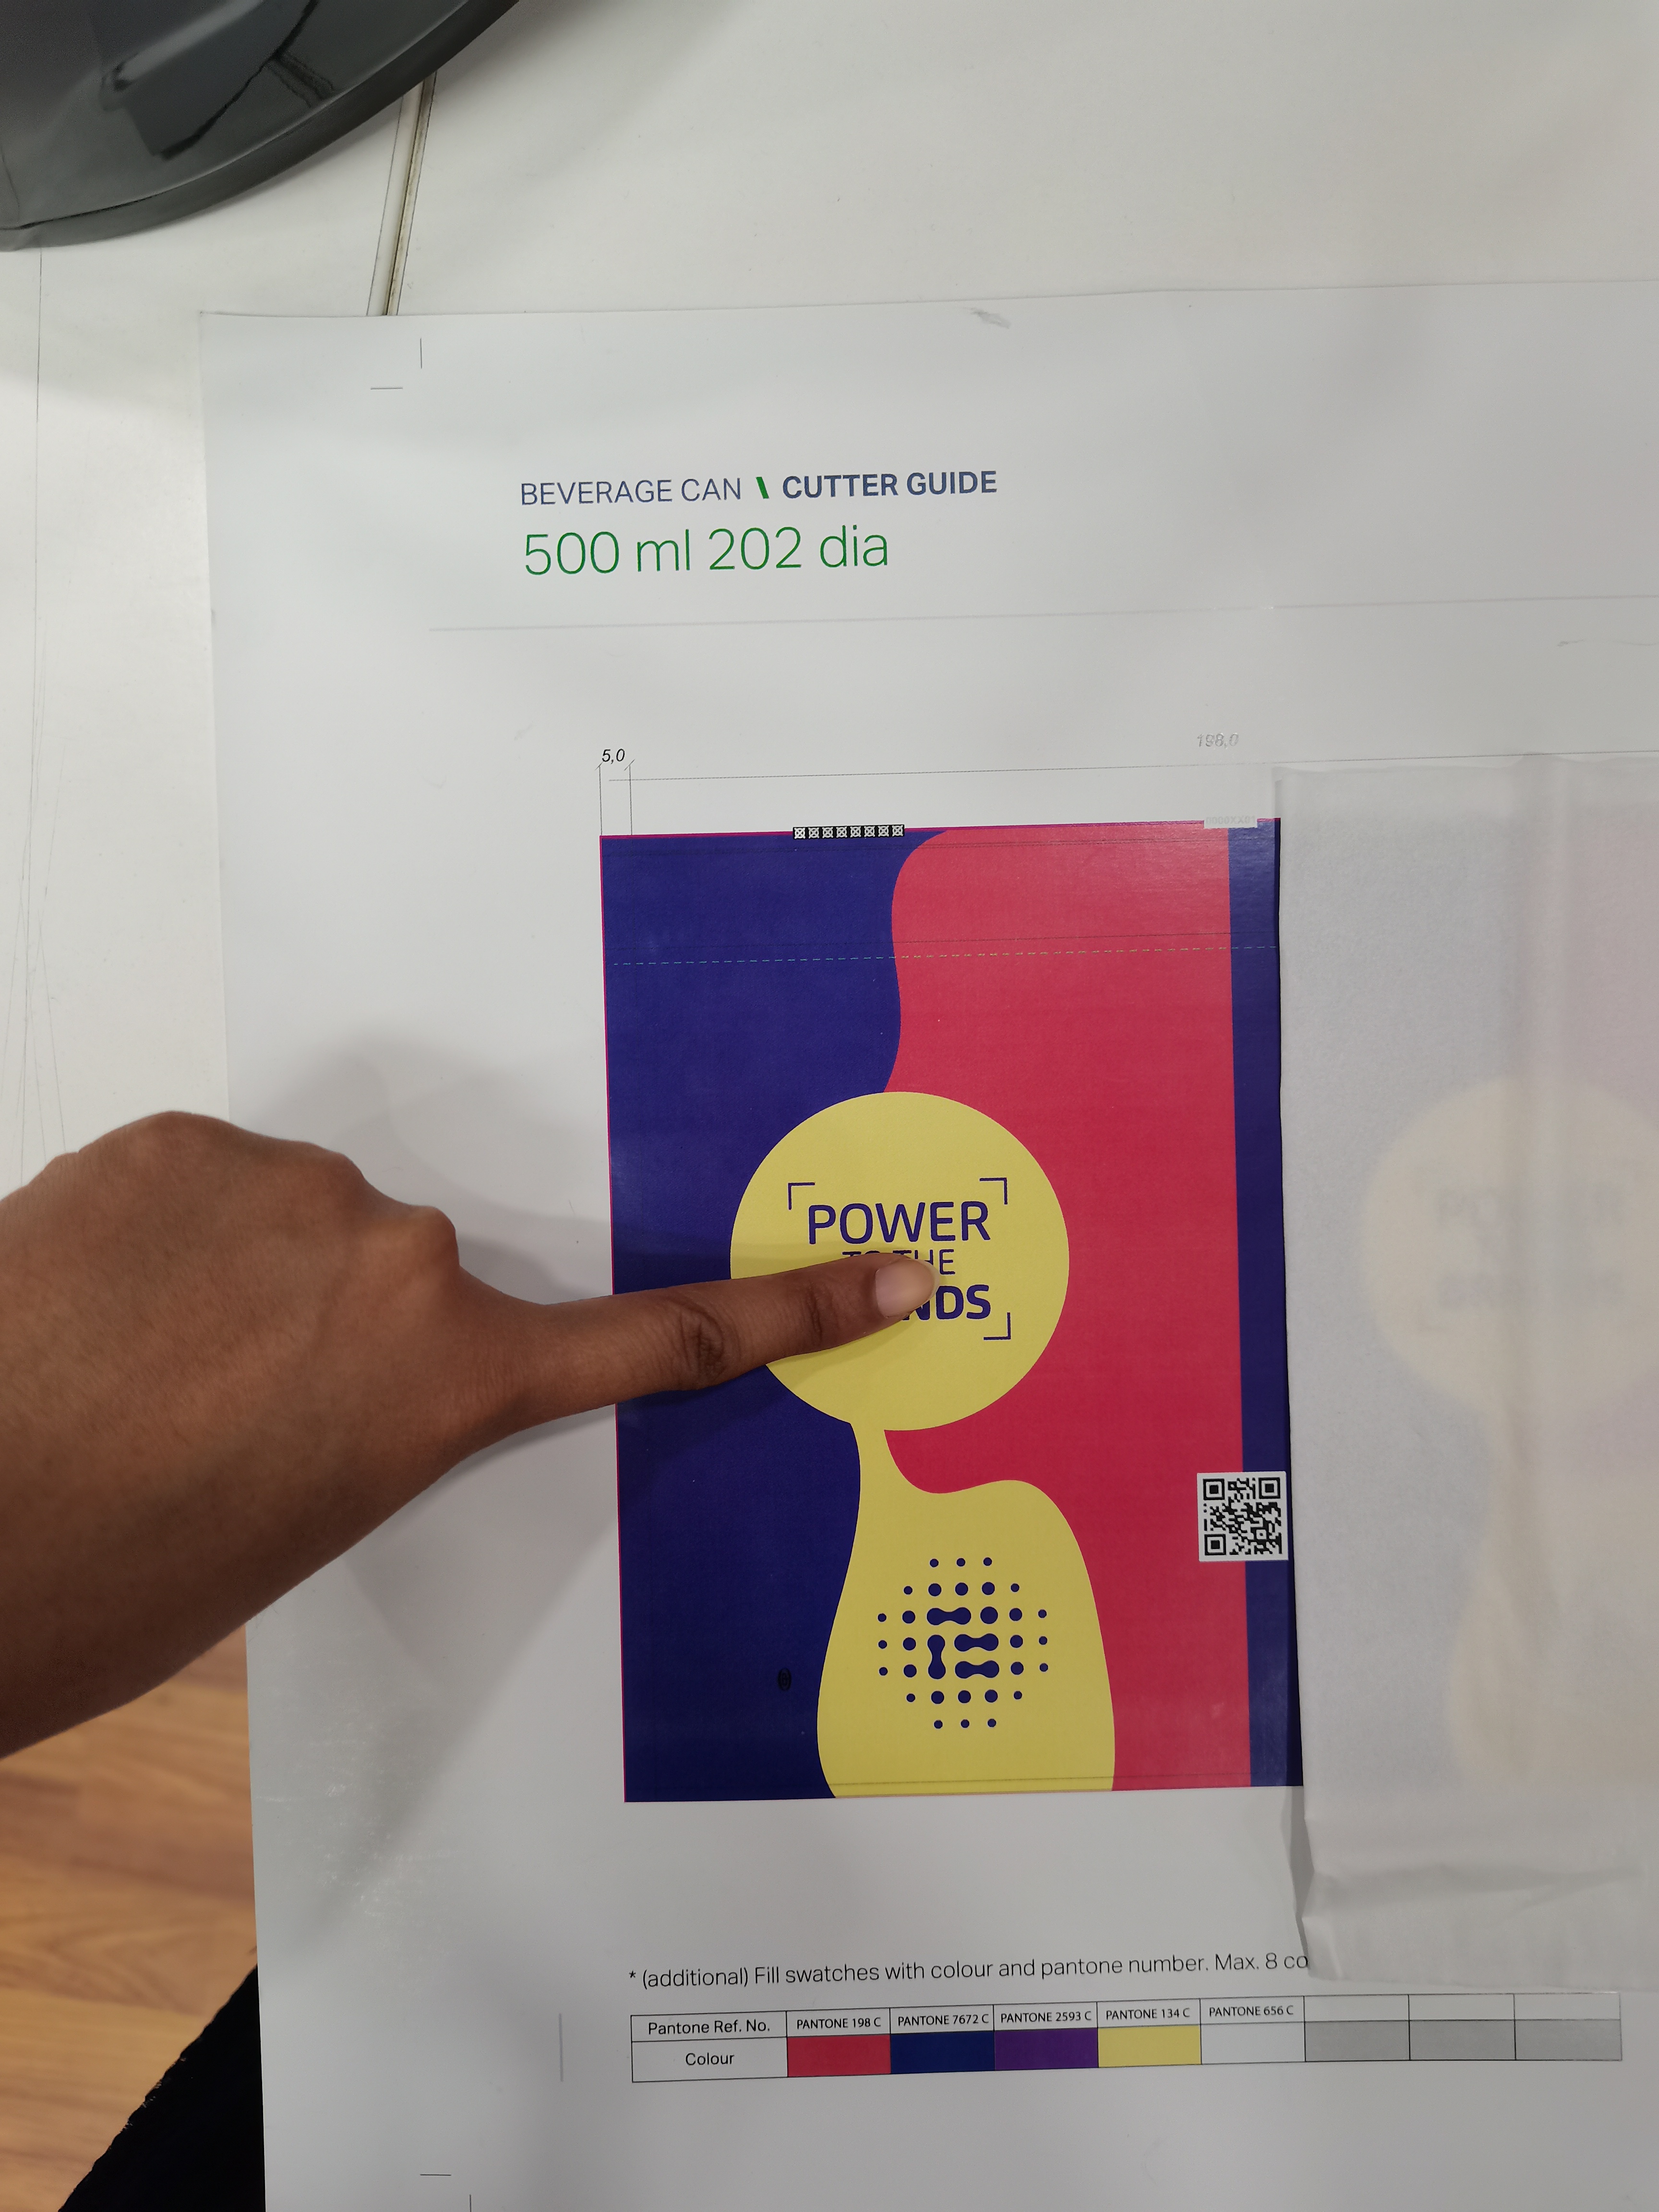 BEVERAGE CAN \ CUTTER GUIDE
500 ml 202 dia
5,0
198,0
POWER
THE
NDS
* (additional) Fill swatches with colour and pantone number. Max. 8 co
Pantone Ref. No. PANTONE 198 C PANTONE 7672 C PANTONE 2593 C PANTONE 134 C PANTONE 656 C
Colour